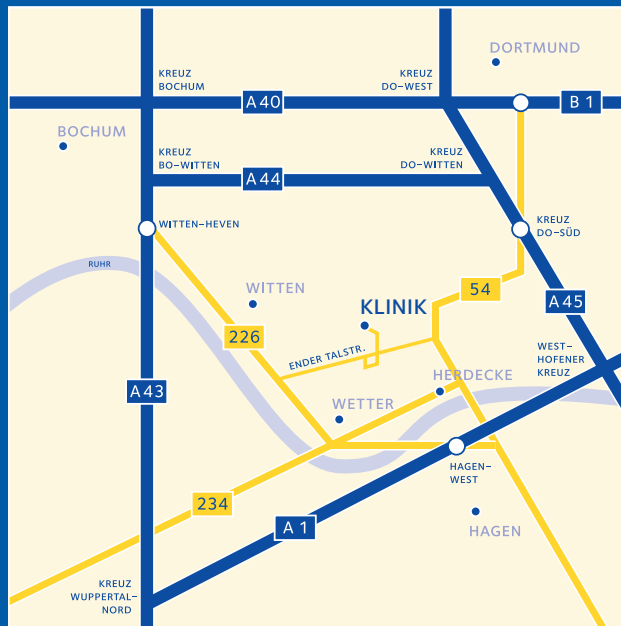 DORTMUND
KREUZ
BOCHUM
KREUZ
DO-WEST
A 40
B 1
BOCHUM
KREUZ
BO-WITTEN
A 44
KREUZ
DO-WITTEN
WITTEN-HEVEN
KREUZ
DO-SÜD
RUHR
WITTEN
54
A 45
KLINIK
226
ENDER TALSTR.
WEST-
HOFENER
KREUZ
A 43
HERDECKE
WETTER
HAGEN-
WEST
234
A 1
HAGEN
KREUZ
WUPPERTAL-
NORD